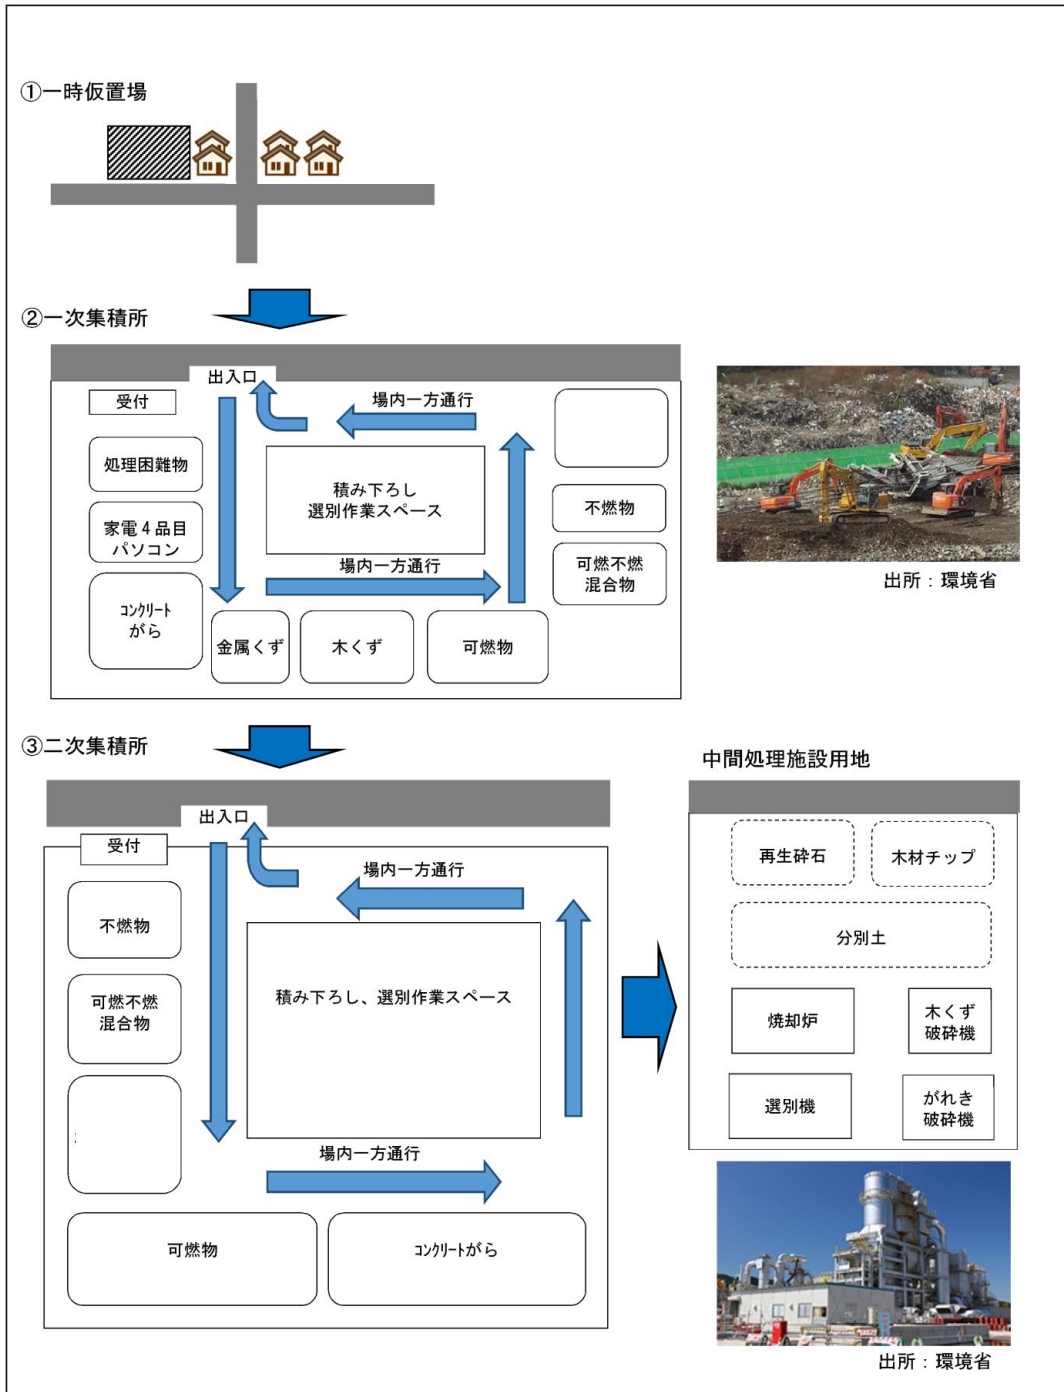 ①一時仮置場
②一次集積所
出入口
受付
場内一方通行
処理困難物
積み下ろし
選別作業スペース
不燃物
家電４品目
パソコン
場内一方通行
可燃不燃
混合物
出所：環境省
ｺﾝｸﾘｰﾄ
がら
金属くず
木くず
可燃物
③二次集積所
中間処理施設用地
出入口
受付
場内一方通行
再生砕石
木材チップ
不燃物
分別土
可燃不燃
混合物
積み下ろし、選別作業スペース
焼却炉
木くず
破砕機
選別機
がれき
破砕機
場内一方通行
可燃物
ｺﾝｸﾘｰﾄがら
出所：環境省